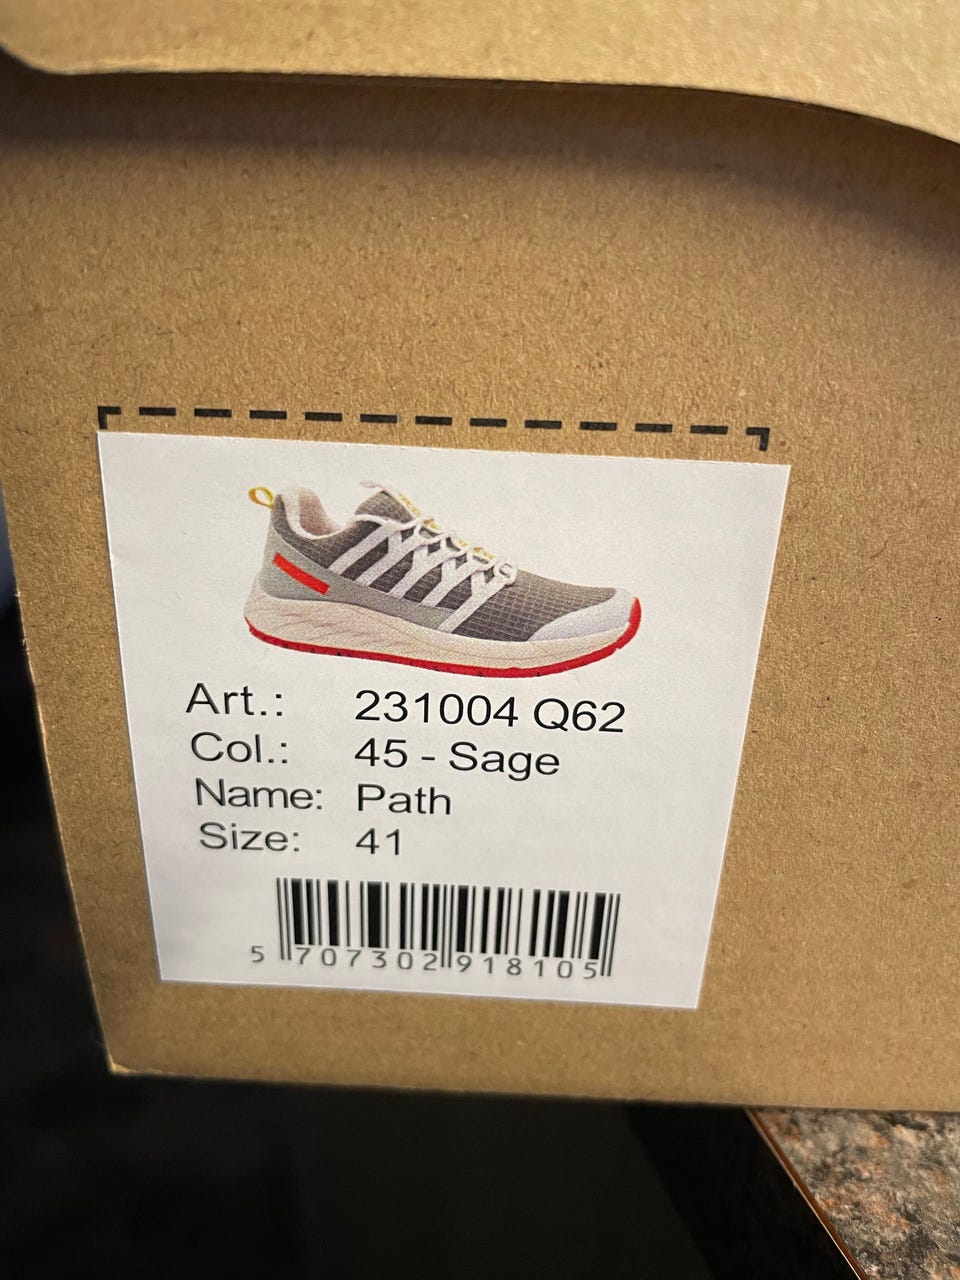 Art.: 231004 Q62
Col.: 45 - Sage
Name: Path
Size: 41
5 707302 918105